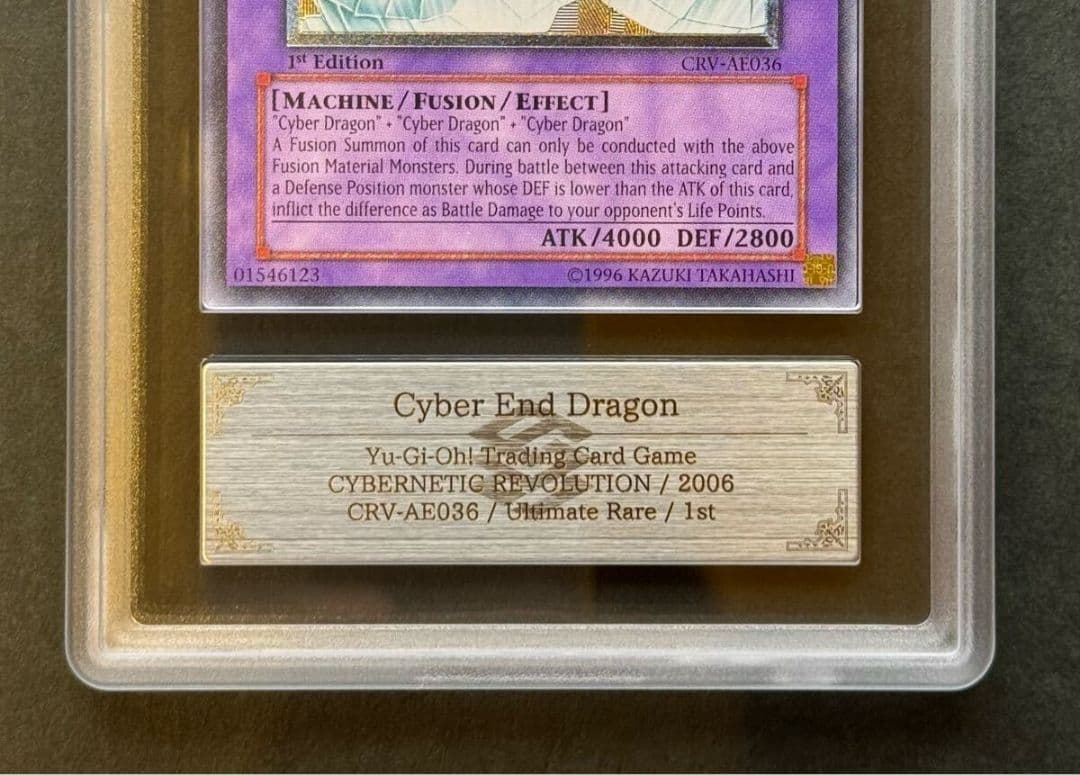 1st Edition
CRV-AE036
[MACHINE/FUSION/EFFECT]
"Cyber Dragon" + "Cyber Dragon" + "Cyber Dragon"
A Fusion Summon of this card can only be conducted with the above
Fusion Material Monsters. During battle between this attacking card and
a Defense Position monster whose DEF is lower than the ATK of this card,
inflict the difference as Battle Damage to your opponent's Life Points.
ATK/4000 DEF/2800
01546123
©1996 KAZUKI TAKAHASHI
Cyber End Dragon
Yu-Gi-Oh! Trading Card Game
CYBERNETIC REVOLUTION / 2006
CRV-AE036 / Ultimate Rare / 1st